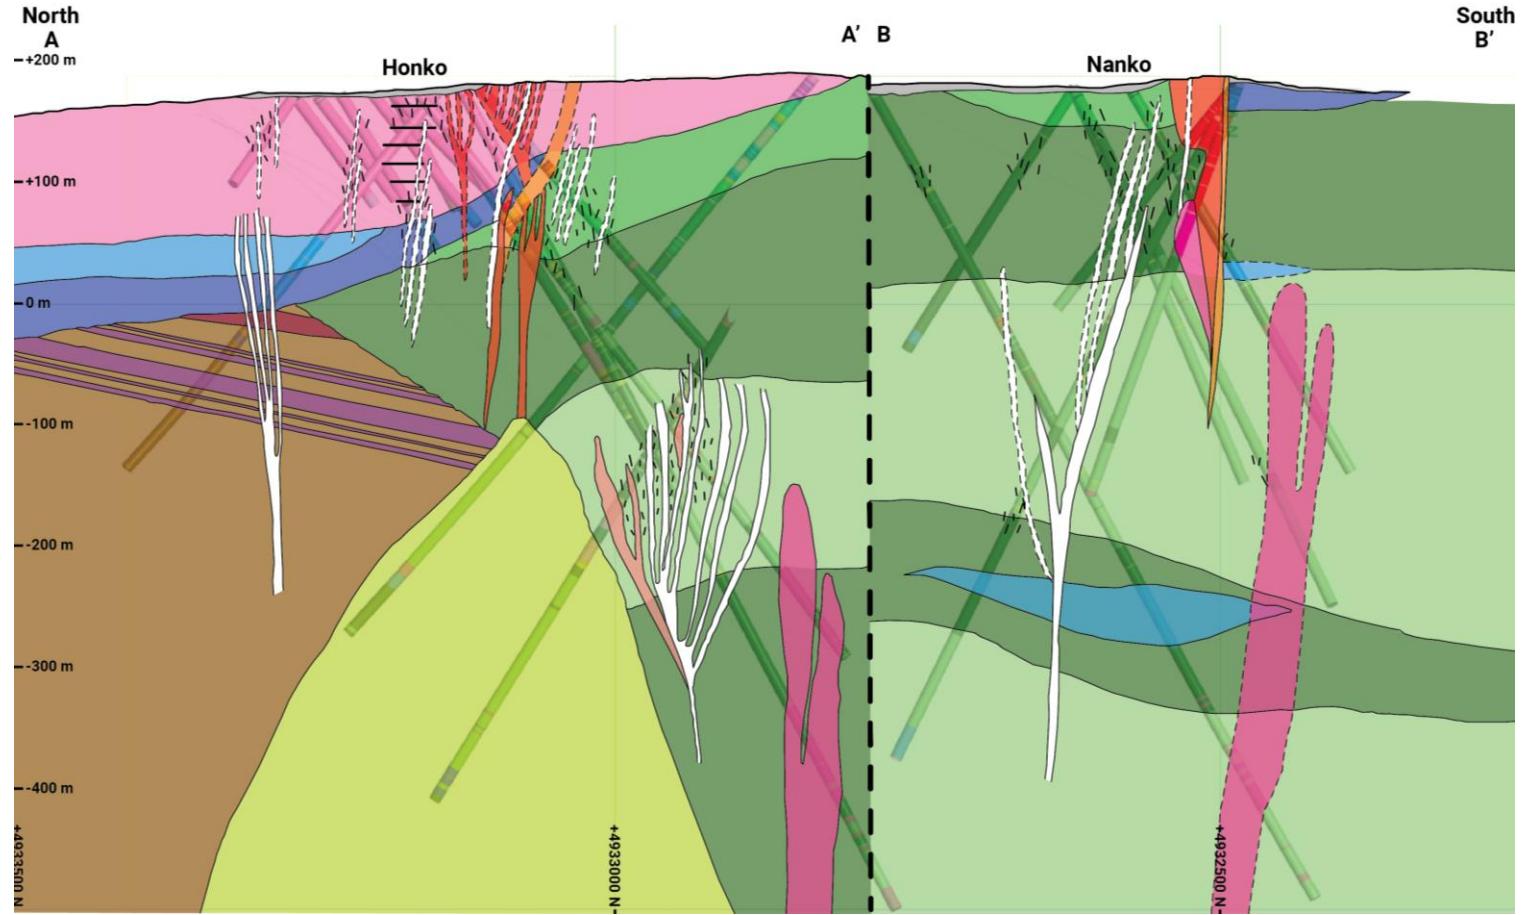 North
A
A’ B
South
B’
+200 m
Honko
Nanko
+100 m
0 m
-100 m
-200 m
-300 m
-400 m
+4933500 N
+4933000 N
+4932500 N